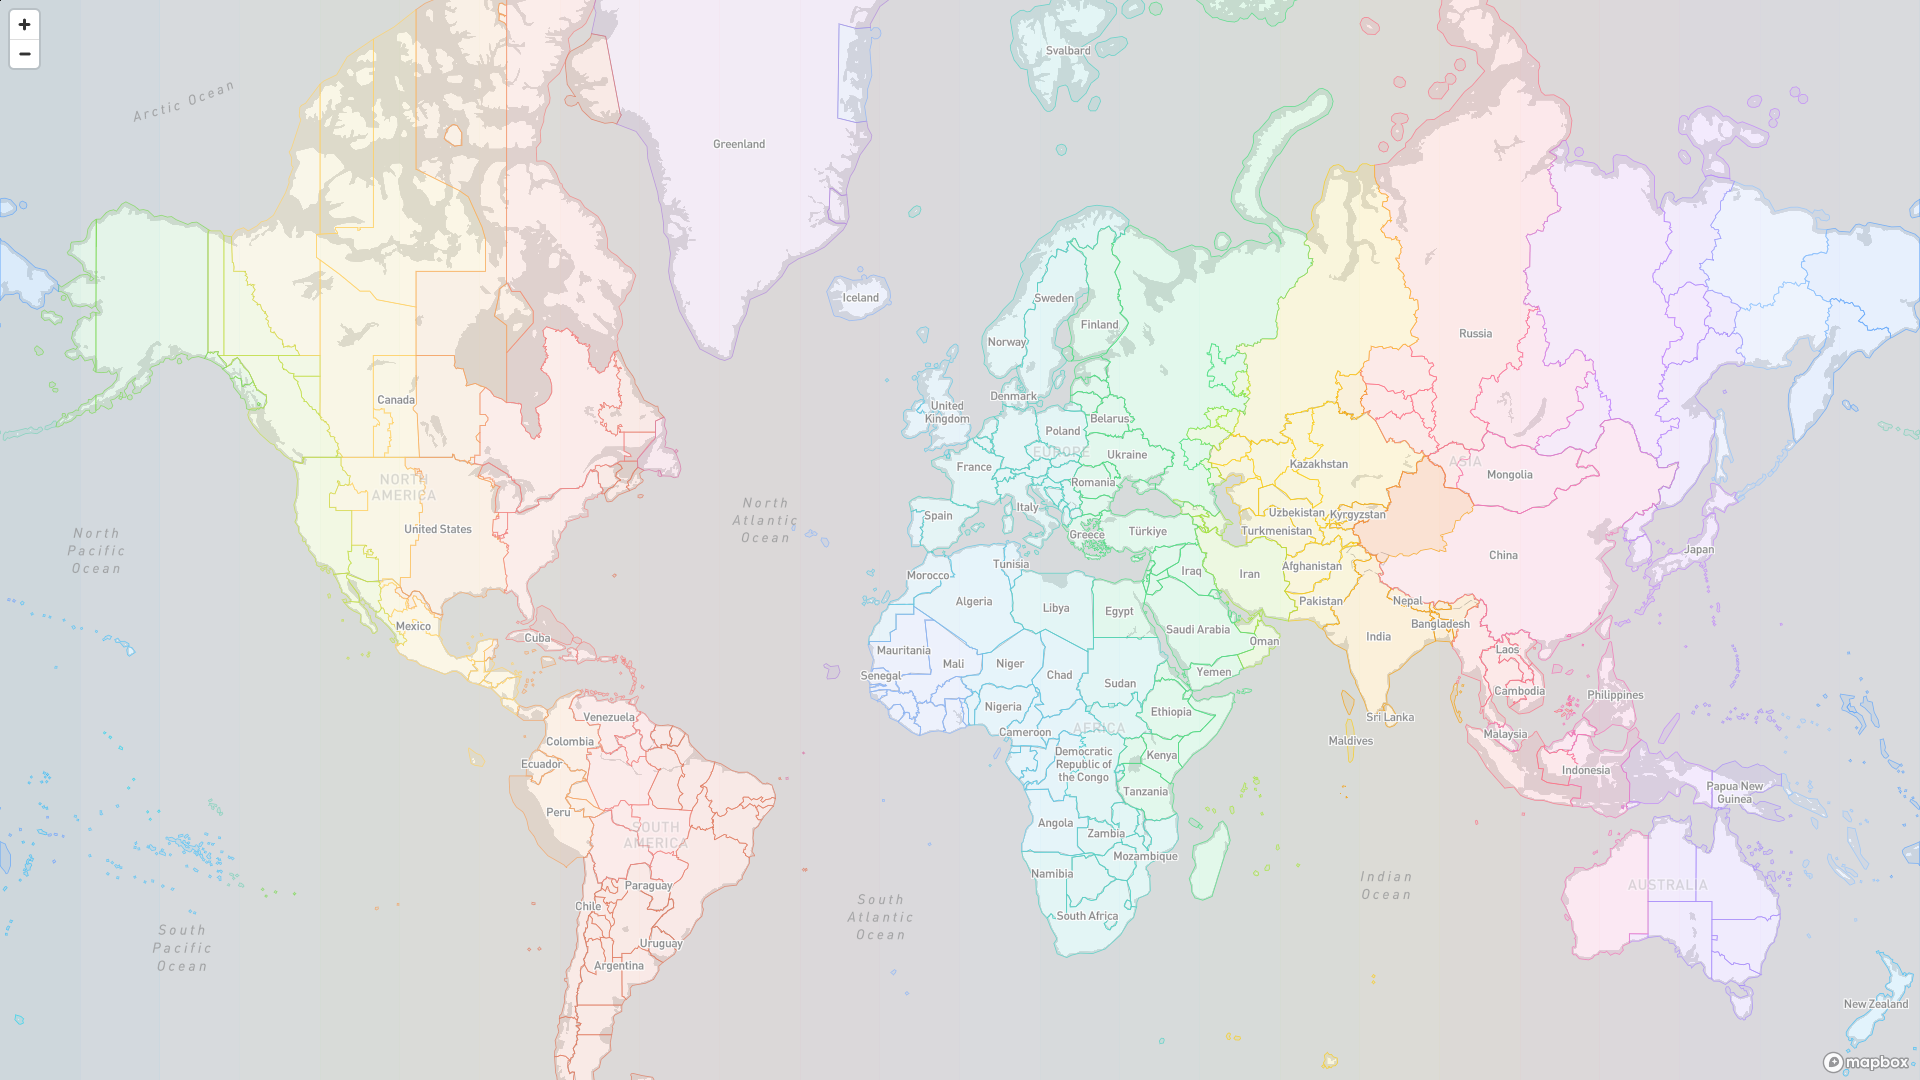 +
−
Svalbard
Arctic Ocean
Greenland
Iceland
Sweden
Finland
Norway
Russia
Denmark
Canada
United
Kingdom
Belarus
Poland
EUROPE
Ukraine
France
ASIA
Kazakhstan
Mongolia
NORTH
AMERICA
Romania
North
Atlantic
Ocean
Italy
Spain
Uzbekistan
Kyrgyzstan
United States
Greece
Türkiye
Turkmenistan
North
Pacific
Ocean
Japan
China
Tunisia
Afghanistan
Morocco
Iraq
Iran
Algeria
Libya
Egypt
Pakistan
Nepal
Bangladesh
Mexico
Saudi Arabia
India
Cuba
Oman
Mauritania
Mali
Niger
Laos
Senegal
Chad
Sudan
Yemen
Cambodia
Philippines
Nigeria
Ethiopia
Venezuela
Sri Lanka
AFRICA
Cameroon
Malaysia
Colombia
Maldives
Democratic
Republic of
the Congo
Kenya
Ecuador
Indonesia
Papua New
Guinea
Tanzania
Peru
Angola
SOUTH
AMERICA
Zambia
Mozambique
Namibia
Indian
Ocean
Paraguay
AUSTRALIA
Chile
South
Atlantic
Ocean
South Africa
South
Pacific
Ocean
Uruguay
Argentina
New Zealand
mapbox